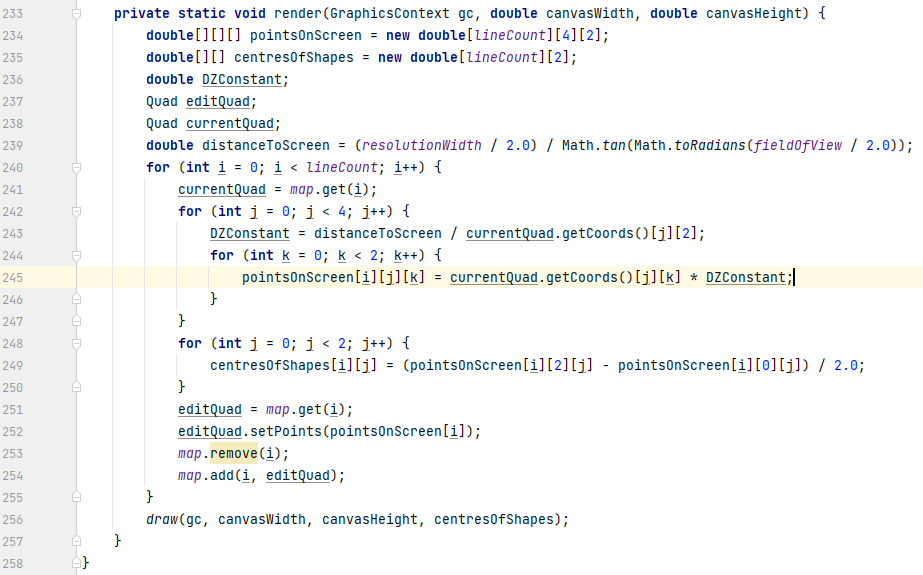 233 private static void render(GraphicsContext gc, double canvasWidth, double canvasHeight) {
234 double[][][] pointsOnScreen = new double[lineCount][4][2];
235 double[][] centresOfShapes = new double[lineCount][2];
236 double DZConstant;
237 Quad editQuad;
238 Quad currentQuad;
239 double distanceToScreen = (resolutionWidth / 2.0) / Math.tan(Math.toRadians(fieldOfView / 2.0));
240 for (int i = 0; i < lineCount; i++) {
241 currentQuad = map.get(i);
242 for (int j = 0; j < 4; j++) {
243 DZConstant = distanceToScreen / currentQuad.getCoords()[j][2];
244 for (int k = 0; k < 2; k++) {
245 pointsOnScreen[i][j][k] = currentQuad.getCoords()[j][k] * DZConstant;
246 }
247 }
248 for (int j = 0; j < 2; j++) {
249 centresOfShapes[i][j] = (pointsOnScreen[i][2][j] - pointsOnScreen[i][0][j]) / 2.0;
250 }
251 editQuad = map.get(i);
252 editQuad.setPoints(pointsOnScreen[i]);
253 map.remove(i);
254 map.add(i, editQuad);
255 }
256 draw(gc, canvasWidth, canvasHeight, centresOfShapes);
257 }
258 }